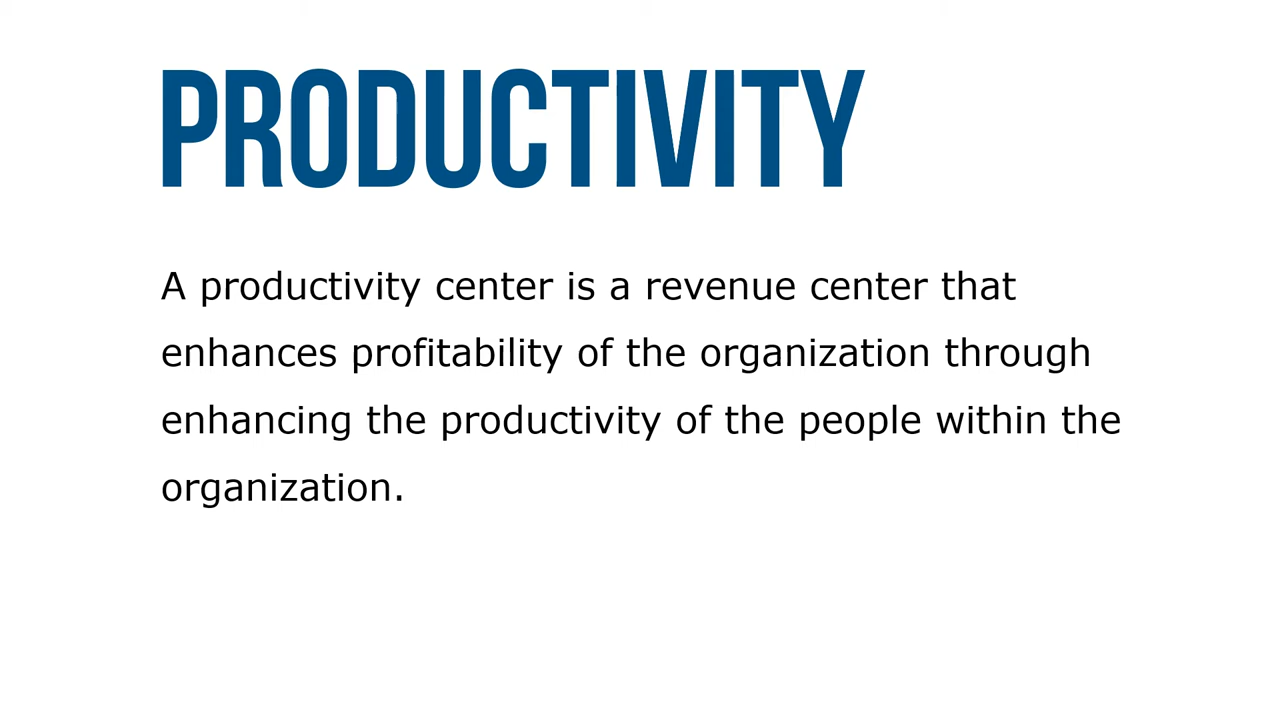 PRODUCTIVITY
A productivity center is a revenue center that
enhances profitability of the organization through
enhancing the productivity of the people within the
organization.